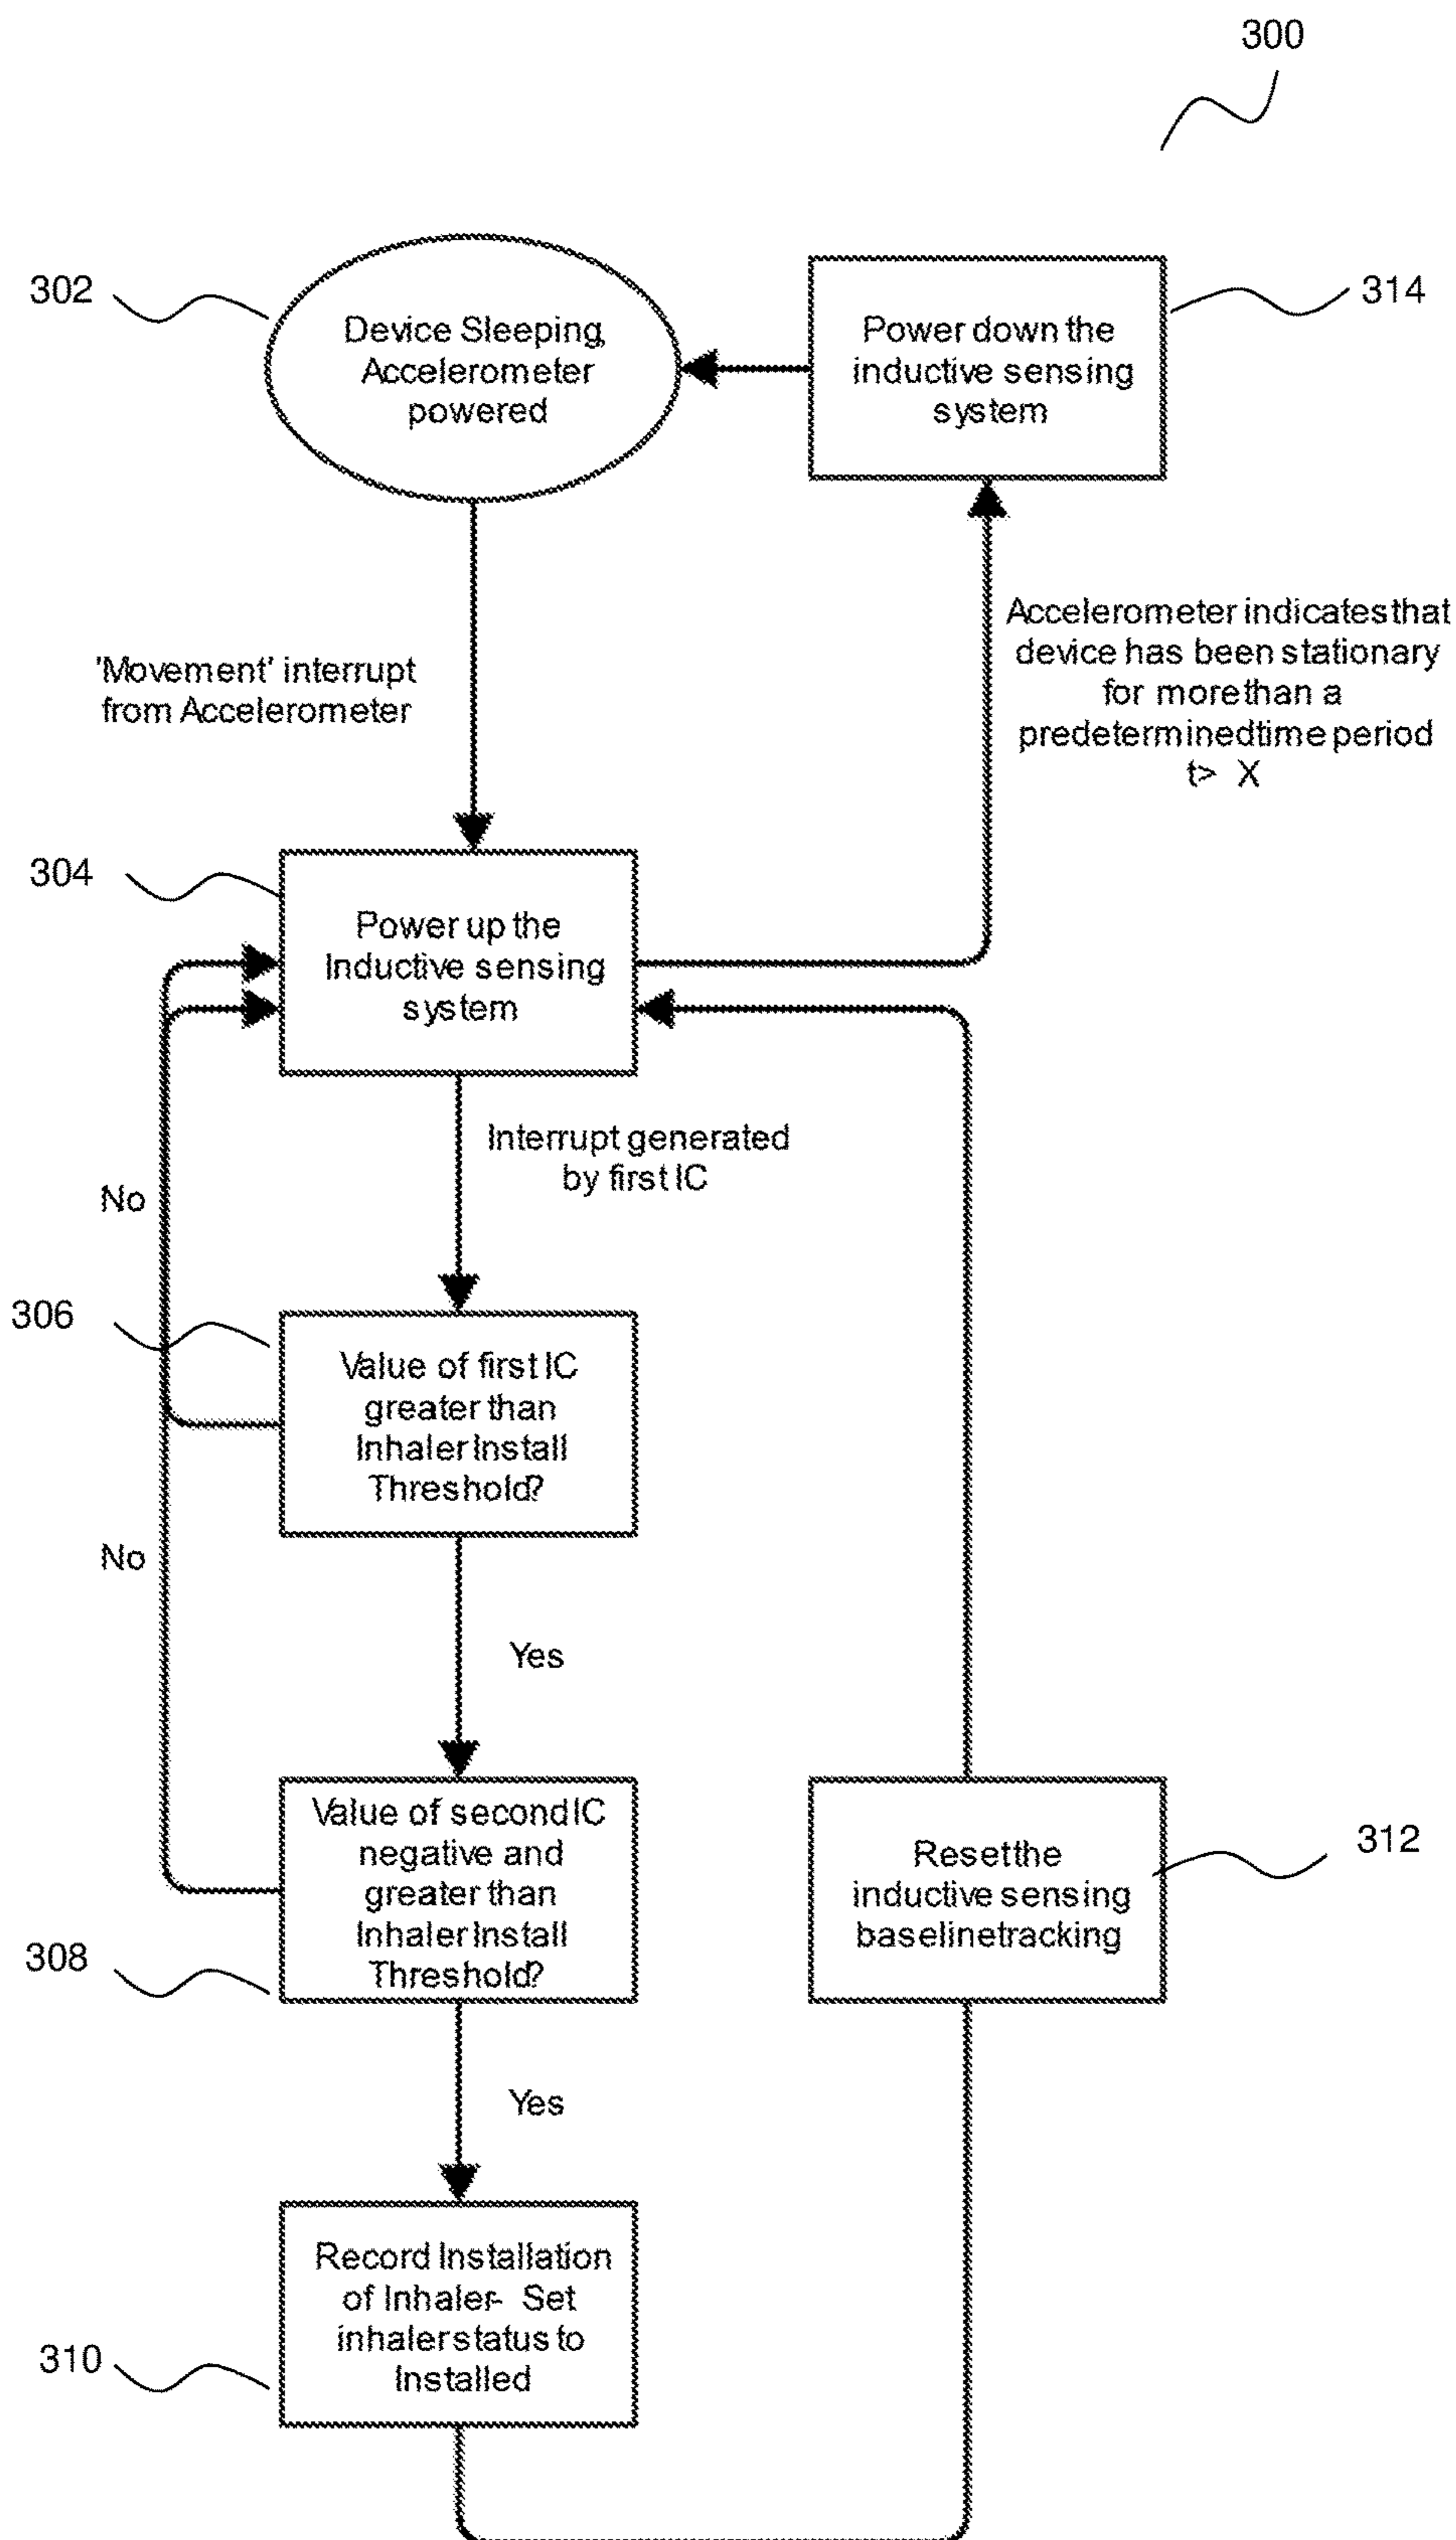 300
302
Device Sleeping,
Accelerometer
powered
Power down the
inductive sensing
system
314
'Movement' interrupt
from Accelerometer
Accelerometer indicates that
device has been stationary
for more than a
predetermined time period
t> X
304
Power up the
Inductive sensing
system
Interrupt generated
by first IC
No
306
Value of first IC
greater than
Inhaler Install
Threshold?
No
Yes
308
Value of second IC
negative and
greater than
Inhaler Install
Threshold?
Reset the
inductive sensing
baseline tracking
312
Yes
310
Record Installation
of Inhaler- Set
inhaler status to
Installed